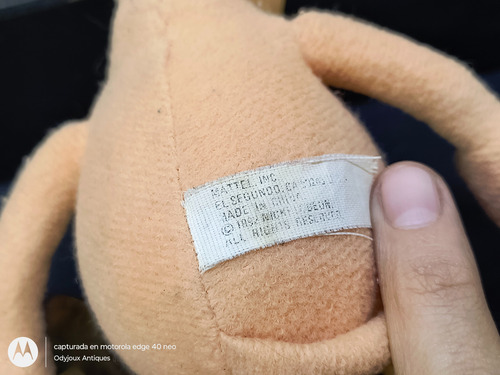 MATTEL, INC.
EL SEGUNDO, CA
MADE IN CHINA
© NICKELODEON.
ALL RIGHTS RESERVED
capturada en motorola edge 40 neo
Odyjoux Antiques